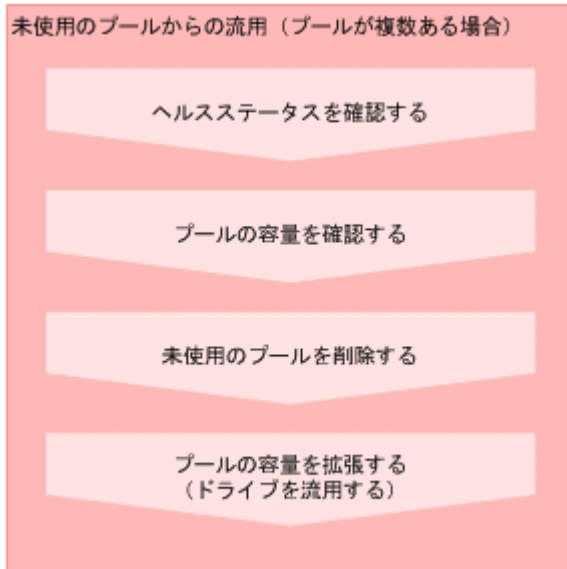 未使用のプールからの流用（プールが複数ある場合）
ヘルスステータスを確認する
プールの容量を確認する
未使用のプールを削除する
プールの容量を拡張する
（ドライブを流用する）